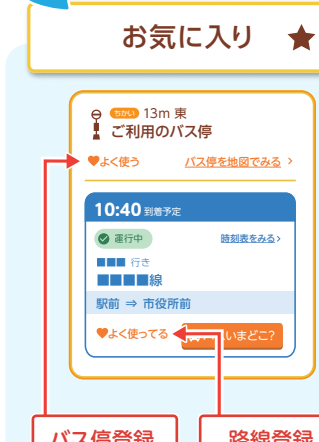 お気に入り ★
ちかい 13m 東
ご利用のバス停
よく使う バス停を地図でみる >
10:40 到着予定
運行中 時刻表をみる >
■■■ 行き
■■■■線
駅前 ⇒ 市役所前
よく使ってる いまどこ?
バス停登録 路線登録